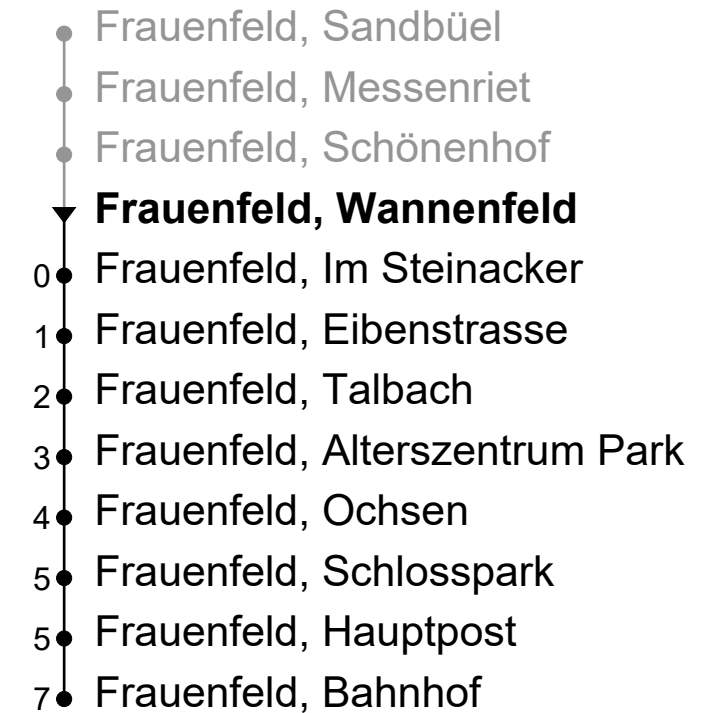 Frauenfeld, Sandbüel
Frauenfeld, Messenriet
Frauenfeld, Schönenhof
Frauenfeld, Wannenfeld
0 Frauenfeld, Im Steinacker
1 Frauenfeld, Eibenstrasse
2 Frauenfeld, Talbach
3 Frauenfeld, Alterszentrum Park
4 Frauenfeld, Ochsen
5 Frauenfeld, Schlosspark
5 Frauenfeld, Hauptpost
7 Frauenfeld, Bahnhof